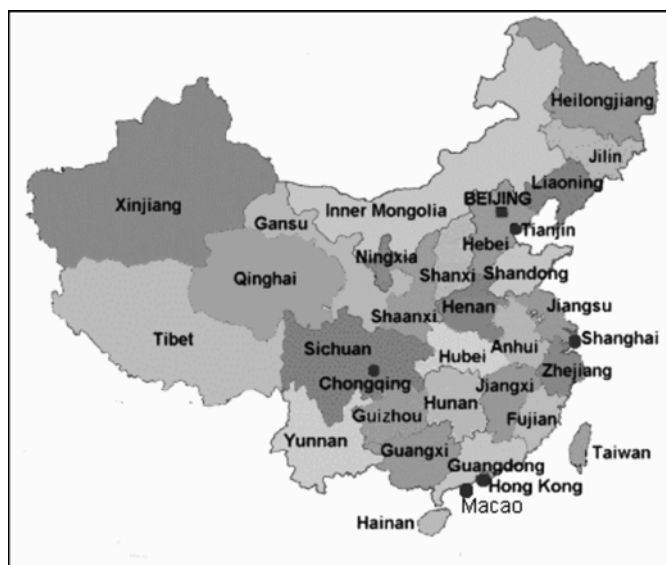 Heilongjiang
Jilin
Liaoning
BEIJING
Xinjiang
Inner Mongolia
Gansu
Tianjin
Hebei
Ningxia
Qinghai
Shanxi
Shandong
Henan
Jiangsu
Shaanxi
Tibet
Shanghai
Anhui
Sichuan
Hubei
Zhejiang
Chongqing
Jiangxi
Hunan
Guizhou
Fujian
Yunnan
Guangxi
Taiwan
Guangdong
Hong Kong
Macao
Hainan